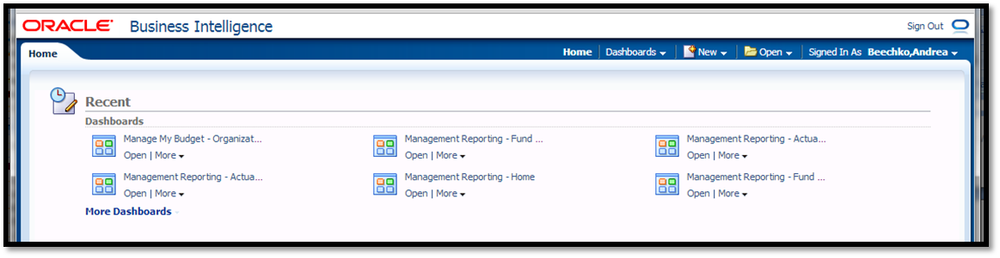 ORACLE Business Intelligence Sign Out
Home Home Dashboards New Open Signed In As Beechko,Andrea
Recent
Dashboards
Manage My Budget - Organizat... Management Reporting - Fund ... Management Reporting - Actua...
Open | More Open | More Open | More
Management Reporting - Actua... Management Reporting - Home Management Reporting - Fund ...
Open | More Open | More Open | More
More Dashboards